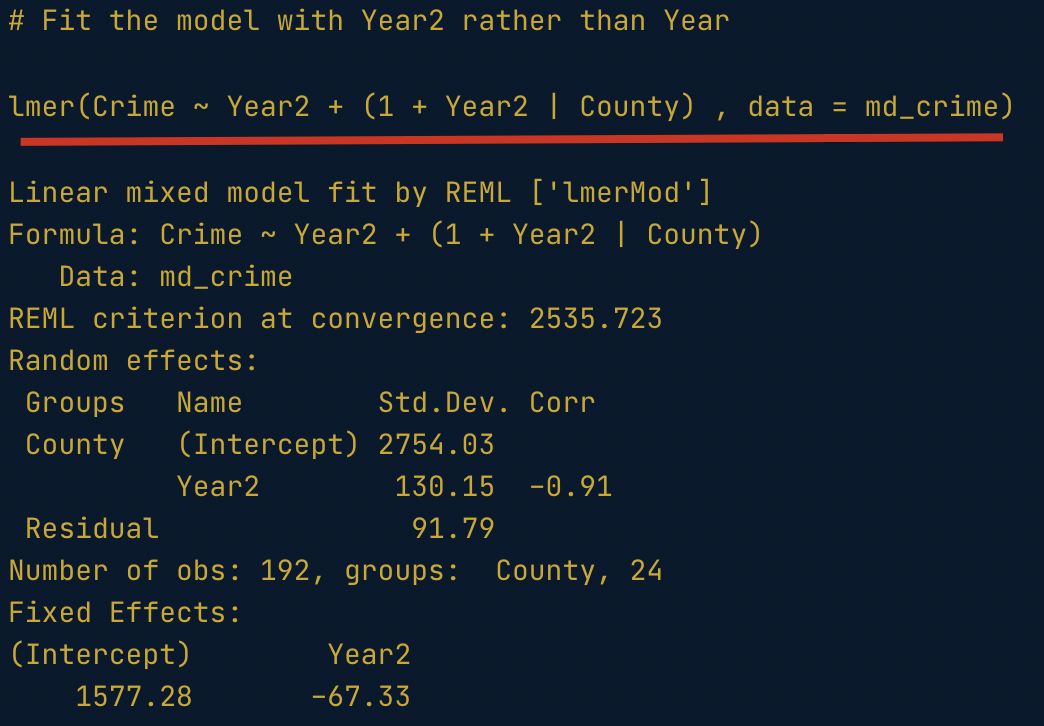 # Fit the model with Year2 rather than Year
lmer(Crime ~ Year2 + (1 + Year2 | County) , data = md_crime)
Linear mixed model fit by REML ['lmerMod']
Formula: Crime ~ Year2 + (1 + Year2 | County)
   Data: md_crime
REML criterion at convergence: 2535.723
Random effects:
 Groups   Name        Std.Dev. Corr
 County   (Intercept) 2754.03
          Year2        130.15  -0.91
 Residual               91.79
Number of obs: 192, groups:  County, 24
Fixed Effects:
(Intercept)        Year2
    1577.28       -67.33